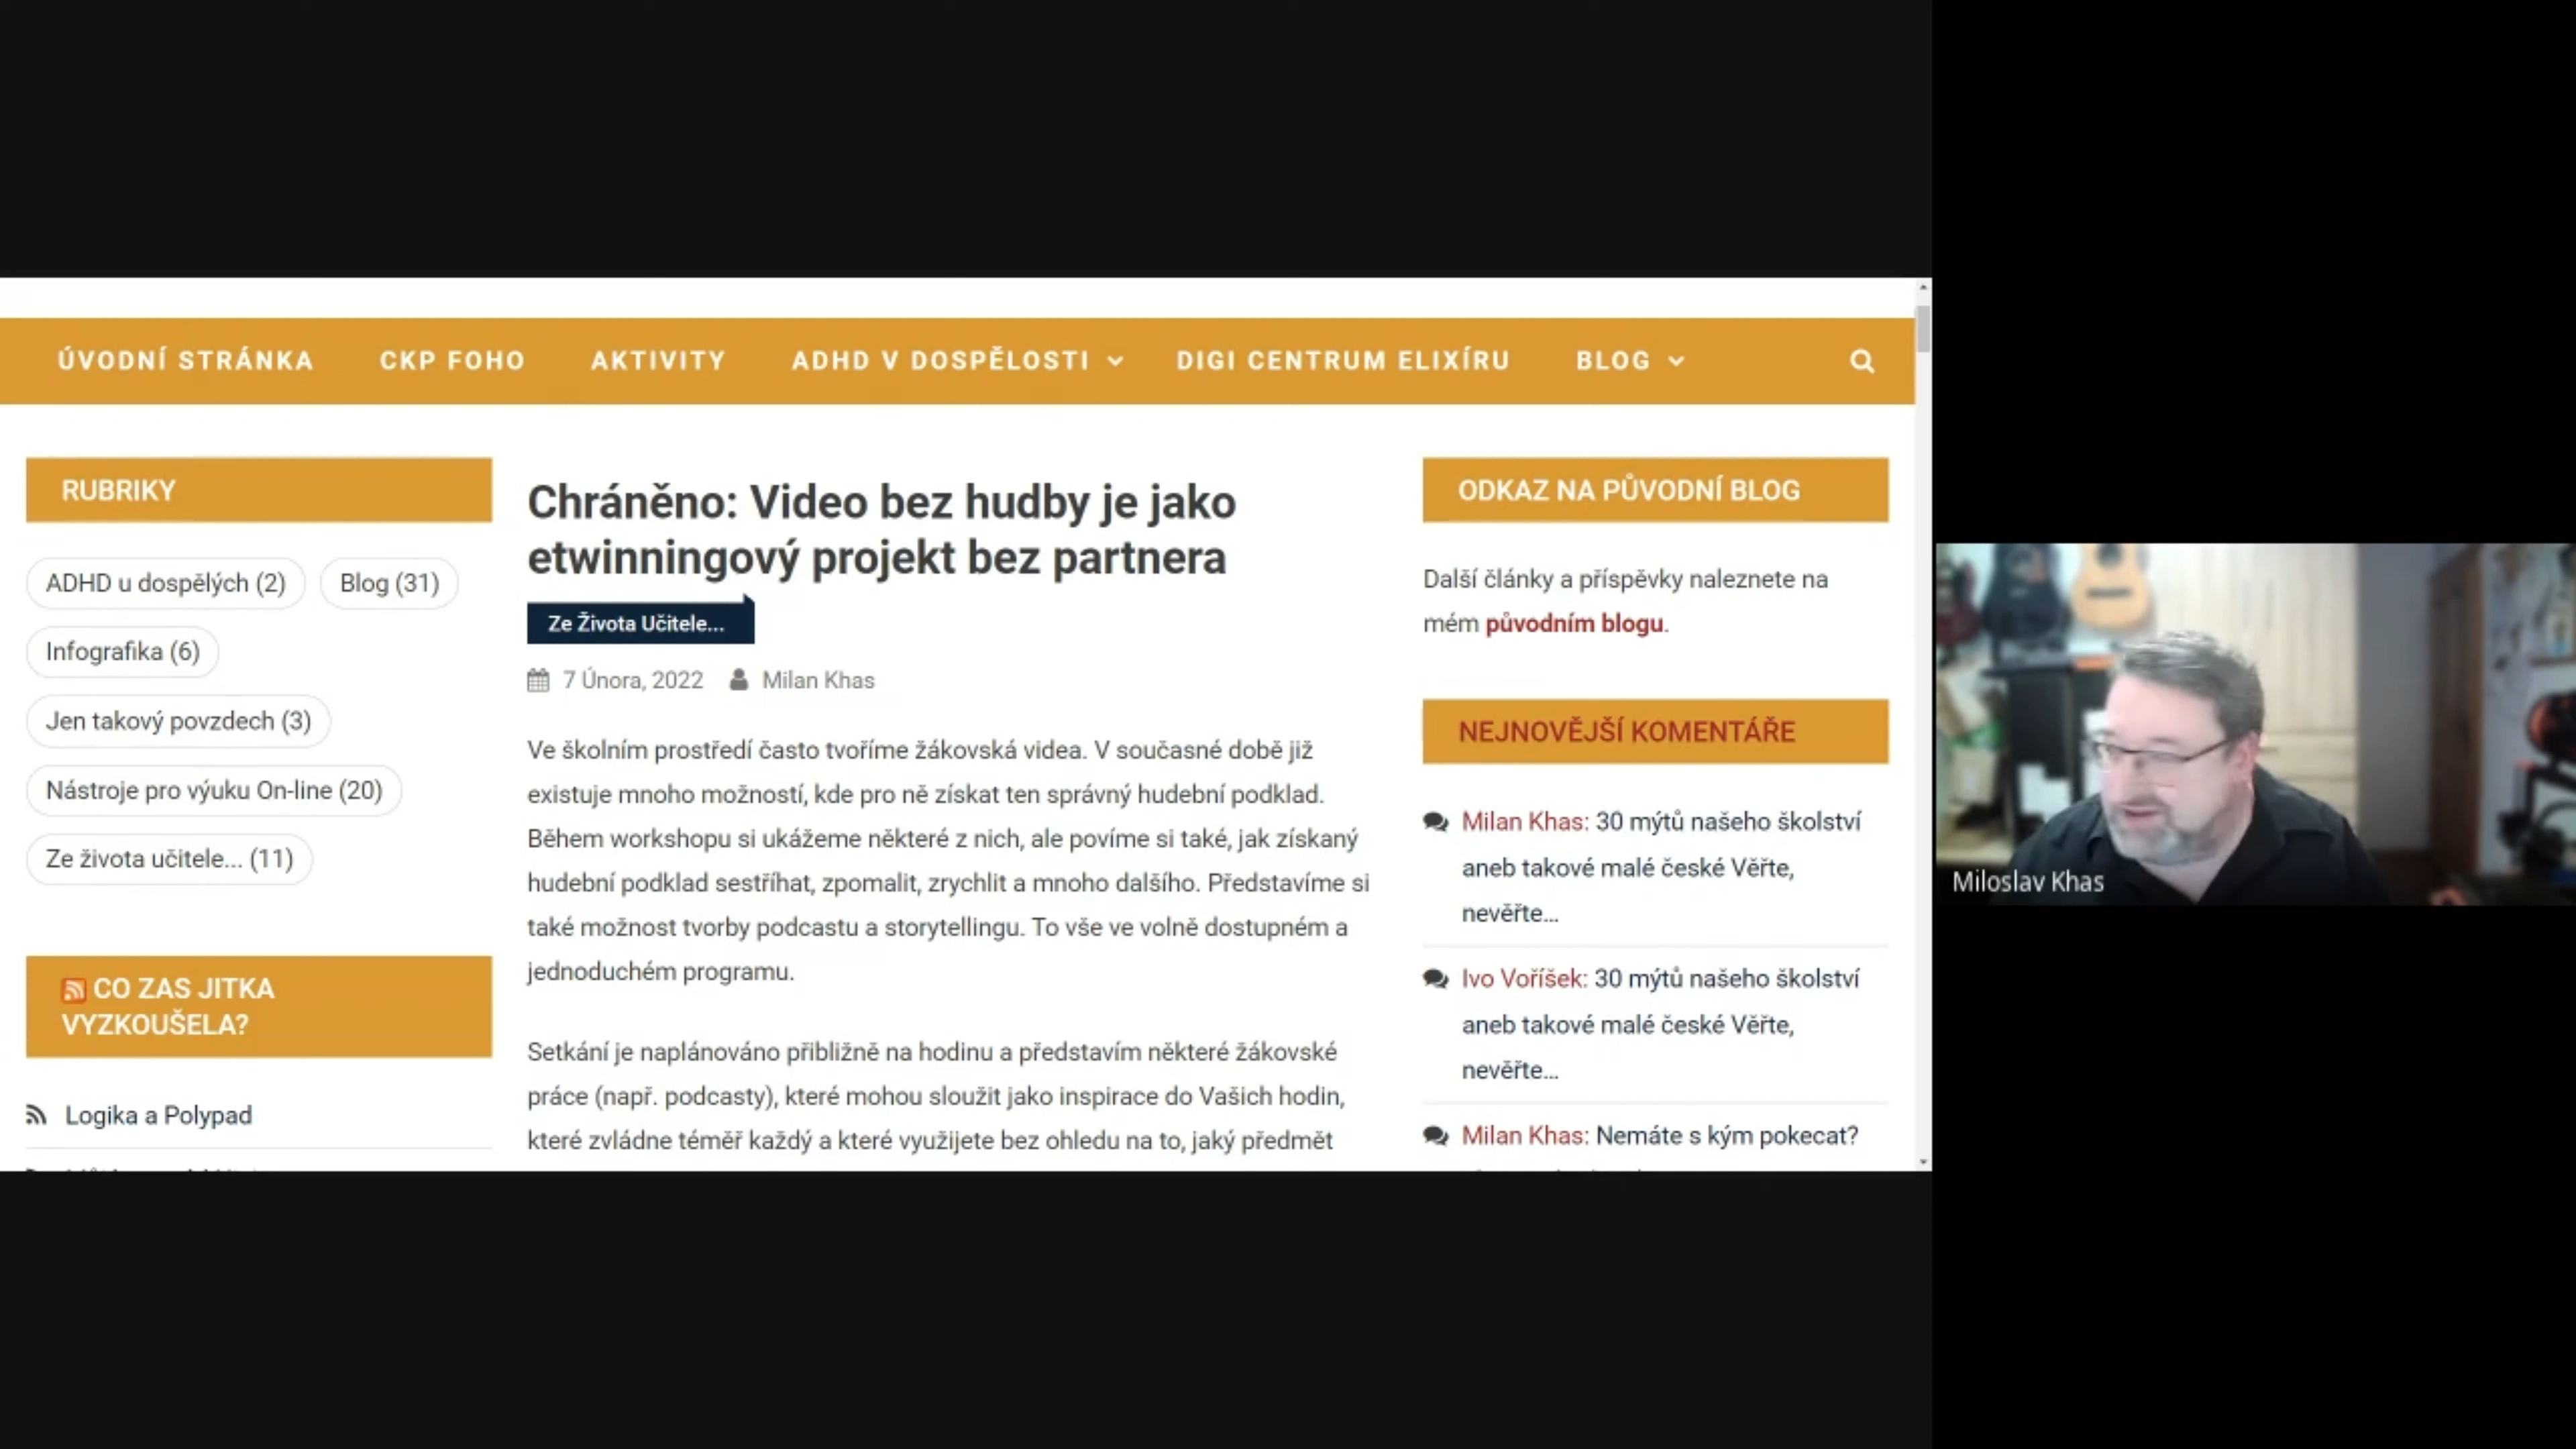 ÚVODNÍ STRÁNKA CKP FOHO AKTIVITY ADHD V DOSPĚLOSTI DIGI CENTRUM ELIXÍRU BLOG
RUBRIKY
ADHD u dospělých (2) Blog (31)
Infografika (6)
Jen takový povzdech (3)
Nástroje pro výuku On-line (20)
Ze života učitele... (11)
CO ZAS JITKA
VYZKOUŠELA?
Logika a Polypad
Chráněno: Video bez hudby je jako
etwinningový projekt bez partnera
Ze Života Učitele...
7 Února, 2022 Milan Khas
Ve školním prostředí často tvoříme žákovská videa. V současné době již
existuje mnoho možností, kde pro ně získat ten správný hudební podklad.
Během workshopu si ukážeme některé z nich, ale povíme si také, jak získaný
hudební podklad sestříhat, zpomalit, zrychlit a mnoho dalšího. Představíme si
také možnost tvorby podcastu a storytellingu. To vše ve volně dostupném a
jednoduchém programu.
Setkání je naplánováno přibližně na hodinu a představím některé žákovské
práce (např. podcasty), které mohou sloužit jako inspirace do Vašich hodin,
které zvládne téměř každý a které využijete bez ohledu na to, jaký předmět
ODKAZ NA PŮVODNÍ BLOG
Další články a příspěvky naleznete na
mém původním blogu.
NEJNOVĚJŠÍ KOMENTÁŘE
Milan Khas: 30 mýtů našeho školství
aneb takové malé české Věřte,
nevěřte...
Ivo Voříšek: 30 mýtů našeho školství
aneb takové malé české Věřte,
nevěřte...
Milan Khas: Nemáte s kým pokecat?
Miloslav Khas